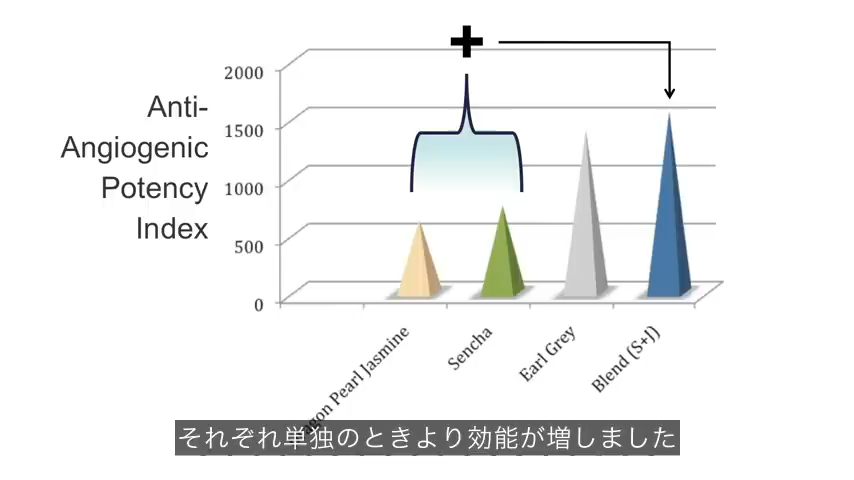 +
Anti-
Angiogenic
Potency
Index
2000
1500
1000
500
0
Pearl Jasmine
Sencha
Earl Grey
Blend (S+J)
それぞれ単独のときより効能が増しました